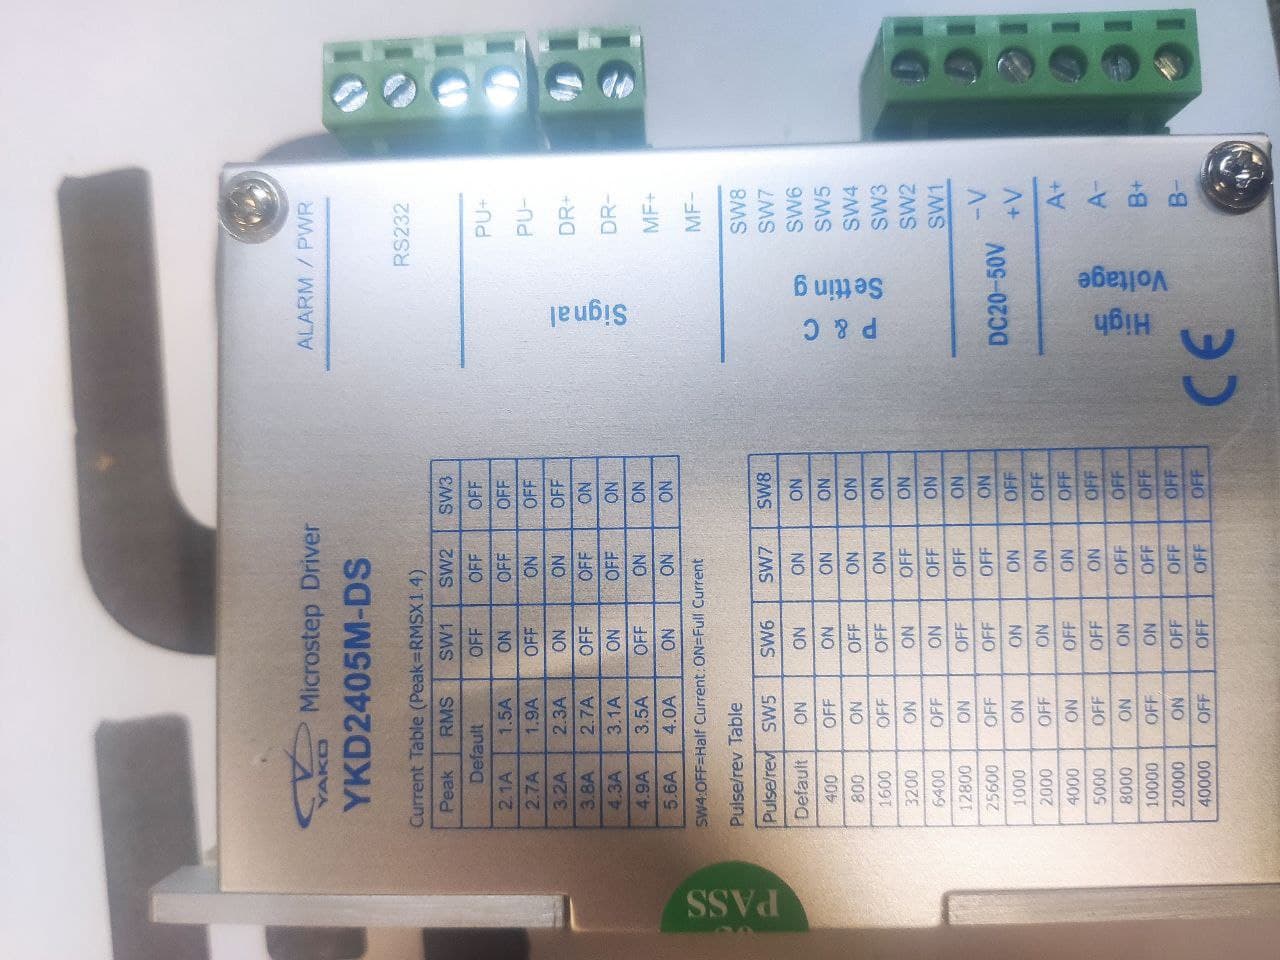 YAKO Microstep Driver
YKD2405M-DS
Current Table (Peak=RMSX1.4)
Peak RMS SW1 SW2 SW3
Default OFF OFF OFF
2.1A 1.5A ON OFF OFF
2.7A 1.9A OFF ON OFF
3.2A 2.3A ON ON OFF
3.8A 2.7A OFF OFF ON
4.3A 3.1A ON OFF ON
4.9A 3.5A OFF ON ON
5.6A 4.0A ON ON ON
SW4:OFF=Half Current: ON=Full Current
Pulse/rev Table
Pulse/rev SW5 SW6 SW7 SW8
Default ON ON ON ON
400 OFF ON ON ON
800 ON OFF ON ON
1600 OFF OFF ON ON
3200 ON ON OFF ON
6400 OFF ON OFF ON
12800 ON OFF OFF ON
25600 OFF OFF OFF ON
1000 ON ON ON OFF
2000 OFF ON ON OFF
4000 ON OFF ON OFF
5000 OFF OFF ON OFF
8000 ON ON OFF OFF
10000 OFF ON OFF OFF
20000 ON OFF OFF OFF
40000 OFF OFF OFF OFF
ALARM / PWR
RS232
Signal
PU+
PU-
DR+
DR-
MF+
MF-
P & C
Setting
SW8
SW7
SW6
SW5
SW4
SW3
SW2
SW1
DC20-50V
-V
+V
High
Voltage
A+
A-
B+
B-
CE
PASS